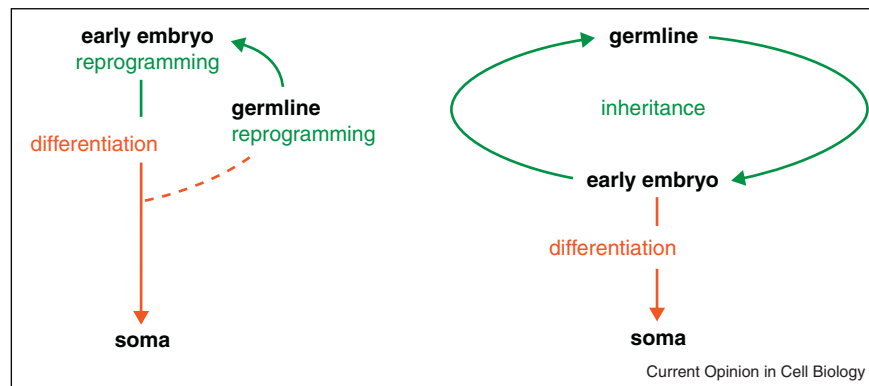 early embryo
reprogramming
germline
reprogramming
differentiation
soma
germline
inheritance
early embryo
differentiation
soma
Current Opinion in Cell Biology